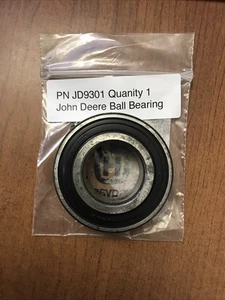 PN JD9301 Quanity 1
John Deere Ball Bearing